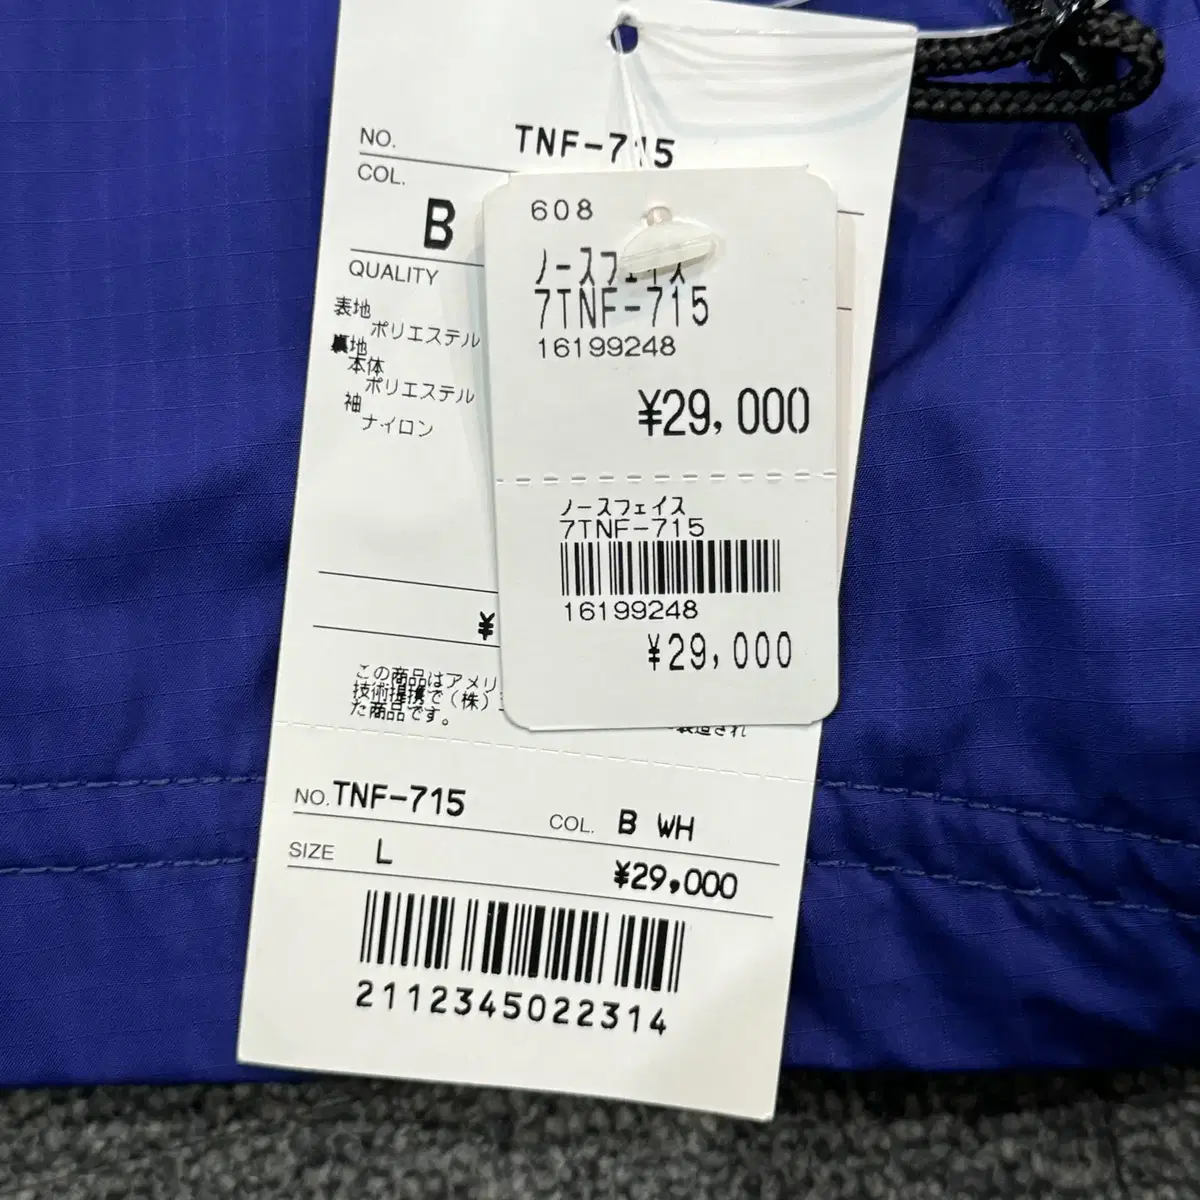 NO. TNF-715
COL.
B
QUALITY
表地
ポリエステル
裏地
本体
ポリエステル
袖
ナイロン
¥
この商品はアメリ
技術提携で(株)
た商品です。
608
ノースフェイス
7TNF-715
16199248
¥29,000
ノースフェイス
7TNF-715
16199248
¥29,000
NO. TNF-715
COL. B WH
SIZE L
¥29,000
2112345022314